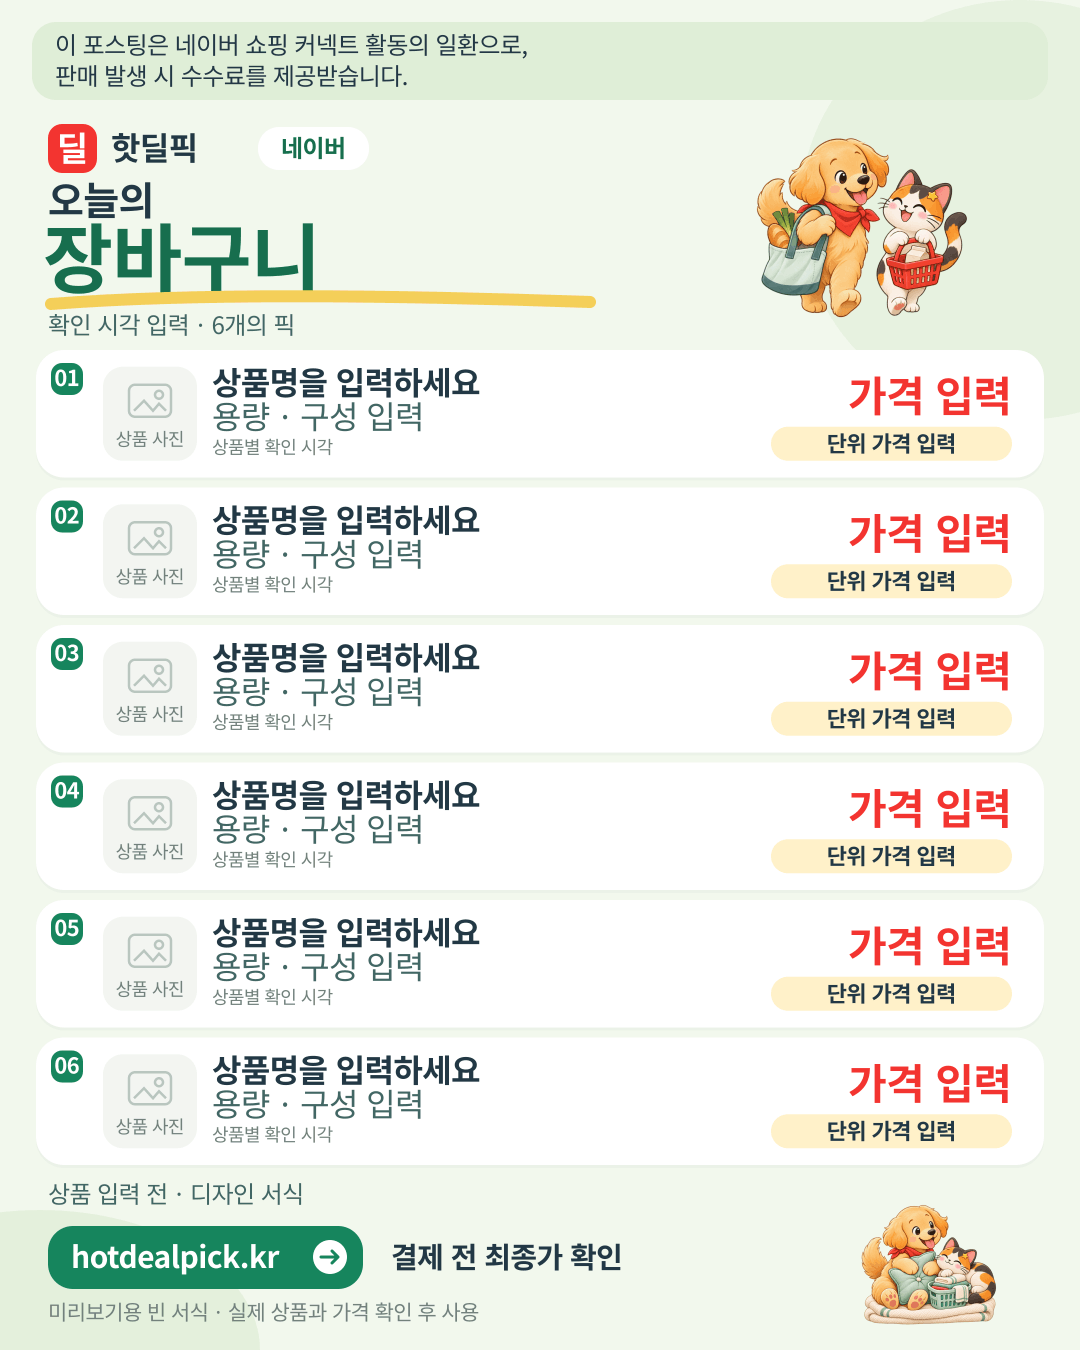 이 포스팅은 네이버 쇼핑 커넥트 활동의 일환으로,
판매 발생 시 수수료를 제공받습니다.
딜 핫딜픽 네이버
오늘의
장바구니
확인 시각 입력 · 6개의 픽
01
상품 사진
상품명을 입력하세요
용량 · 구성 입력
상품별 확인 시각
가격 입력
단위 가격 입력
02
상품 사진
상품명을 입력하세요
용량 · 구성 입력
상품별 확인 시각
가격 입력
단위 가격 입력
03
상품 사진
상품명을 입력하세요
용량 · 구성 입력
상품별 확인 시각
가격 입력
단위 가격 입력
04
상품 사진
상품명을 입력하세요
용량 · 구성 입력
상품별 확인 시각
가격 입력
단위 가격 입력
05
상품 사진
상품명을 입력하세요
용량 · 구성 입력
상품별 확인 시각
가격 입력
단위 가격 입력
06
상품 사진
상품명을 입력하세요
용량 · 구성 입력
상품별 확인 시각
가격 입력
단위 가격 입력
상품 입력 전 · 디자인 서식
hotdealpick.kr
결제 전 최종가 확인
미리보기용 빈 서식 · 실제 상품과 가격 확인 후 사용